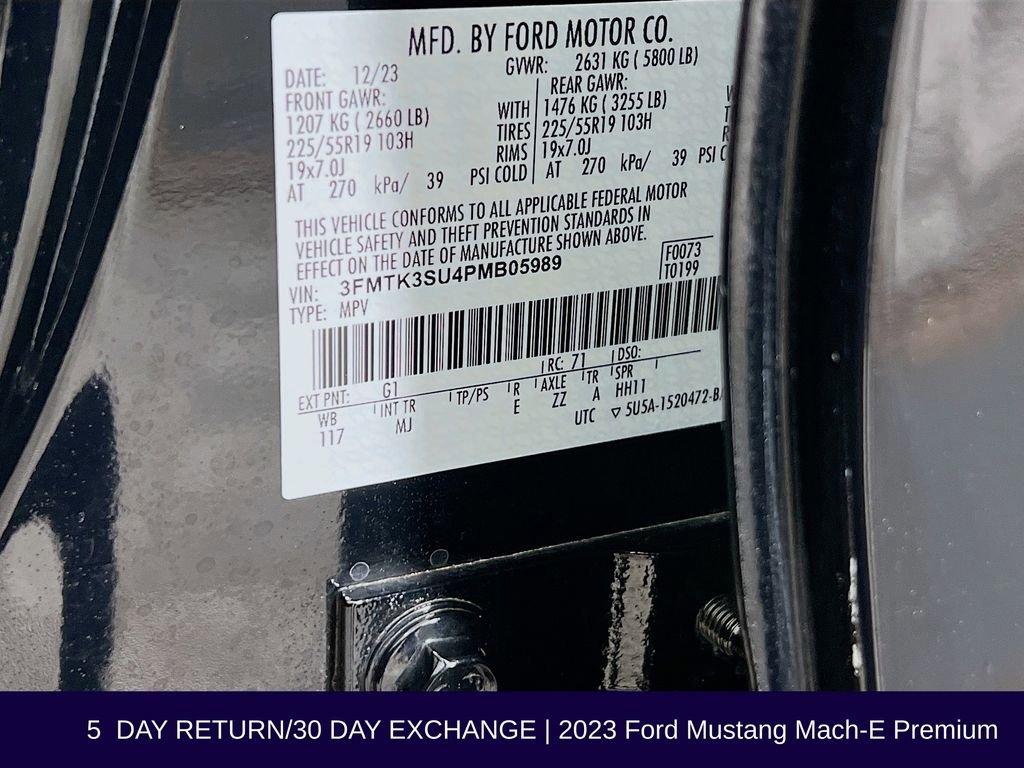 MFD. BY FORD MOTOR CO.
DATE: 12/23 GVWR: 2631 KG ( 5800 LB)
FRONT GAWR: REAR GAWR:
1207 KG ( 2660 LB) WITH 1476 KG ( 3255 LB)
225/55R19 103H TIRES 225/55R19 103H
19x7.0J RIMS 19x7.0J
AT 270 kPa/ 39 PSI COLD AT 270 kPa/ 39 PSI C
THIS VEHICLE CONFORMS TO ALL APPLICABLE FEDERAL MOTOR
VEHICLE SAFETY AND THEFT PREVENTION STANDARDS IN
EFFECT ON THE DATE OF MANUFACTURE SHOWN ABOVE.
VIN: 3FMTK3SU4PMB05989 F0073
TYPE: MPV T0199
EXT PNT: G1 RC: 71 DSO:
WB INT TR TP/PS R AXLE TR SPR
117 MJ E ZZ A HH11
UTC ▽ 5U5A-1520472-B
5 DAY RETURN/30 DAY EXCHANGE | 2023 Ford Mustang Mach-E Premium